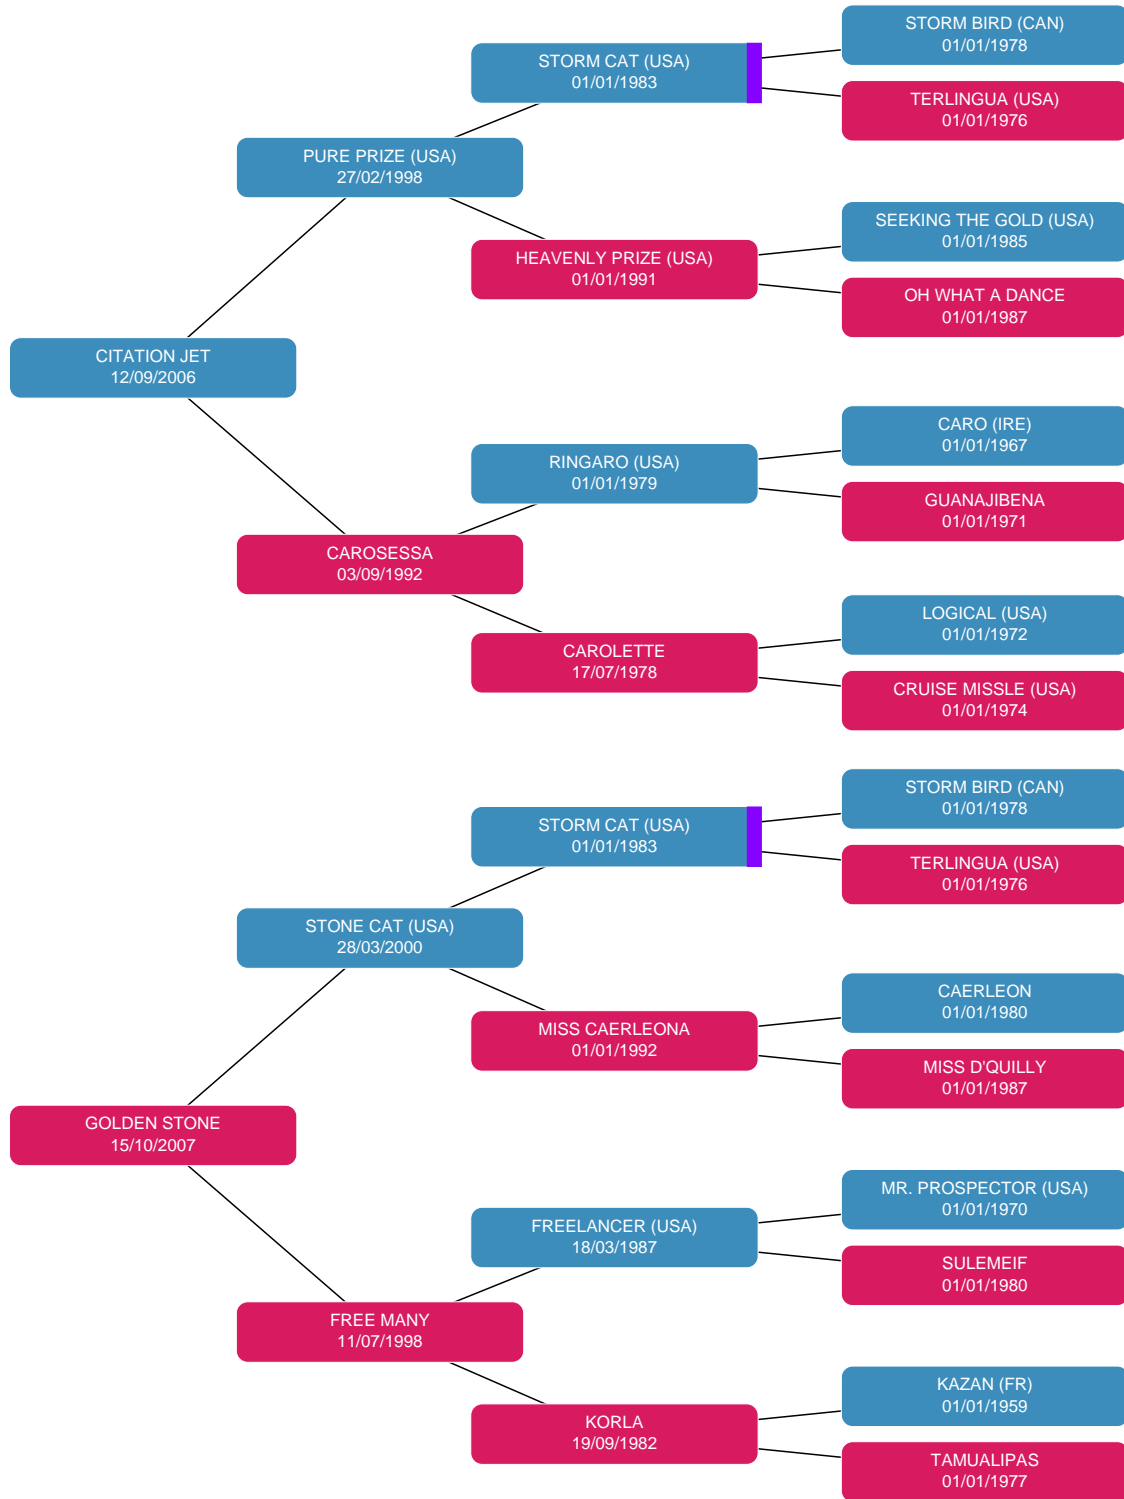 STORM BIRD (CAN)
01/01/1978
STORM CAT (USA)
01/01/1983
TERLINGUA (USA)
01/01/1976
PURE PRIZE (USA)
27/02/1998
SEEKING THE GOLD (USA)
01/01/1985
HEAVENLY PRIZE (USA)
01/01/1991
OH WHAT A DANCE
01/01/1987
CITATION JET
12/09/2006
CARO (IRE)
01/01/1967
RINGARO (USA)
01/01/1979
GUANAJIBENA
01/01/1971
CAROSESSA
03/09/1992
LOGICAL (USA)
01/01/1972
CAROLETTE
17/07/1978
CRUISE MISSLE (USA)
01/01/1974
STORM BIRD (CAN)
01/01/1978
STORM CAT (USA)
01/01/1983
TERLINGUA (USA)
01/01/1976
STONE CAT (USA)
28/03/2000
CAERLEON
01/01/1980
MISS CAERLEONA
01/01/1992
MISS D'QUILLY
01/01/1987
GOLDEN STONE
15/10/2007
MR. PROSPECTOR (USA)
01/01/1970
FREELANCER (USA)
18/03/1987
SULEMEIF
01/01/1980
FREE MANY
11/07/1998
KAZAN (FR)
01/01/1959
KORLA
19/09/1982
TAMUALIPAS
01/01/1977